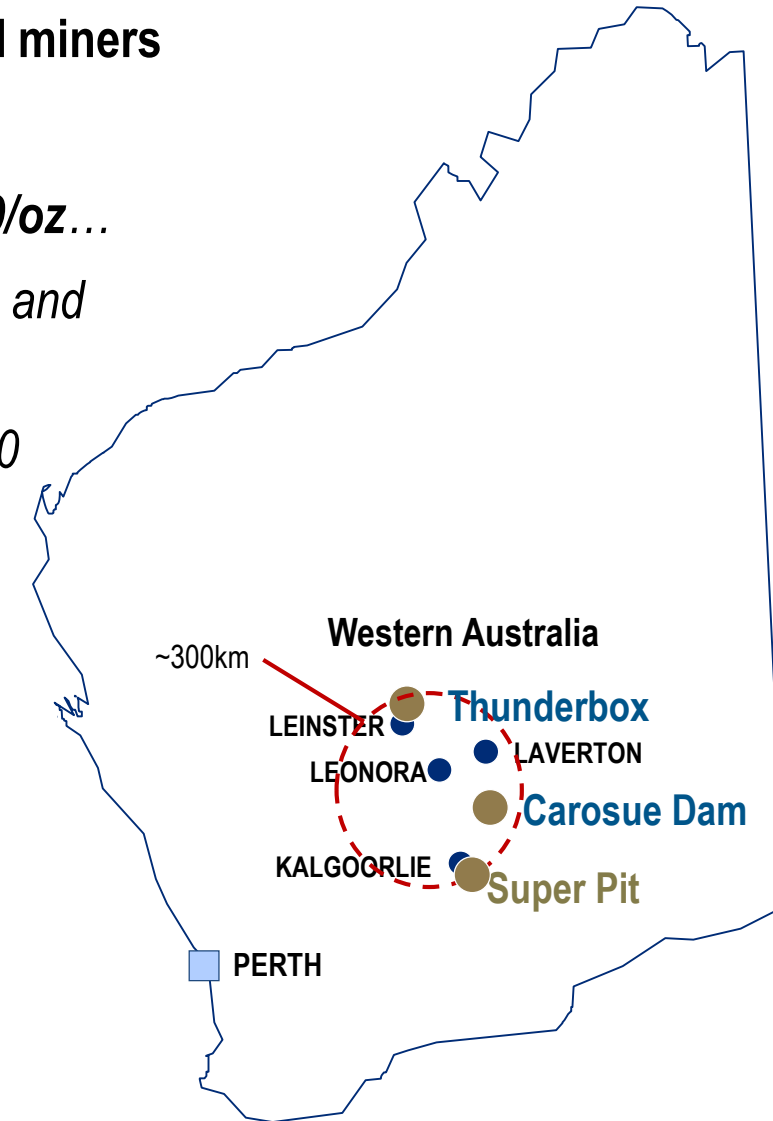 miners
/oz…
and
0
Western Australia
~300km
Thunderbox
LEINSTER
LAVERTON
LEONORA
Carosue Dam
KALGOORLIE
Super Pit
PERTH